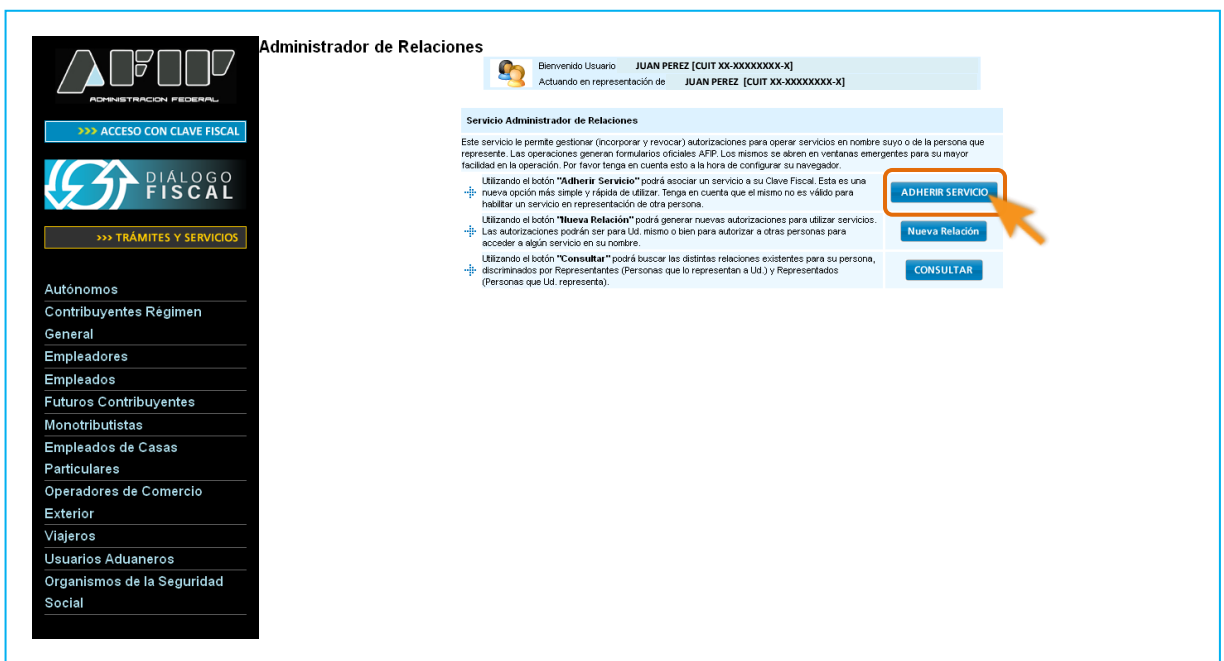 AFIP
ADMINISTRACION FEDERAL
>>> ACCESO CON CLAVE FISCAL
DIÁLOGO
FISCAL
>>> TRÁMITES Y SERVICIOS
Autónomos
Contribuyentes Régimen
General
Empleadores
Empleados
Futuros Contribuyentes
Monotributistas
Empleados de Casas
Particulares
Operadores de Comercio
Exterior
Viajeros
Usuarios Aduaneros
Organismos de la Seguridad
Social
Administrador de Relaciones
Bienvenido Usuario JUAN PEREZ [CUIT XX-XXXXXXXX-X]
Actuando en representación de JUAN PEREZ [CUIT XX-XXXXXXXX-X]
Servicio Administrador de Relaciones
Este servicio le permite gestionar (incorporar y revocar) autorizaciones para operar servicios en nombre suyo o de la persona que
represente. Las operaciones generan formularios oficiales AFIP. Los mismos se abren en ventanas emergentes para su mayor
facilidad en la operación. Por favor tenga en cuenta esto a la hora de configurar su navegador.
Utilizando el botón "Adherir Servicio" podrá asociar un servicio a su Clave Fiscal. Esta es una
nueva opción más simple y rápida de utilizar. Tenga en cuenta que el mismo no es válido para
habilitar un servicio en representación de otra persona.
ADHERIR SERVICIO
Utilizando el botón "Nueva Relación" podrá generar nuevas autorizaciones para utilizar servicios.
Las autorizaciones podrán ser para Ud. mismo o bien para autorizar a otras personas para
acceder a algún servicio en su nombre.
Nueva Relación
Utilizando el botón "Consultar" podrá buscar las distintas relaciones existentes para su persona,
discriminados por Representantes (Personas que lo representan a Ud.) y Representados
(Personas que Ud. representa).
CONSULTAR